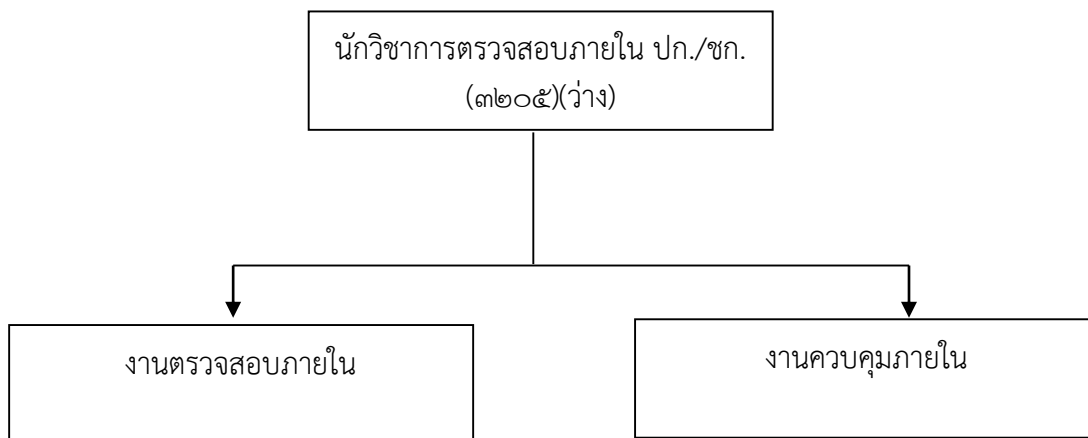 นักวิชาการตรวจสอบภายใน ปก./ชก.
(๓๒๐๕)(ว่าง)
งานตรวจสอบภายใน
งานควบคุมภายใน